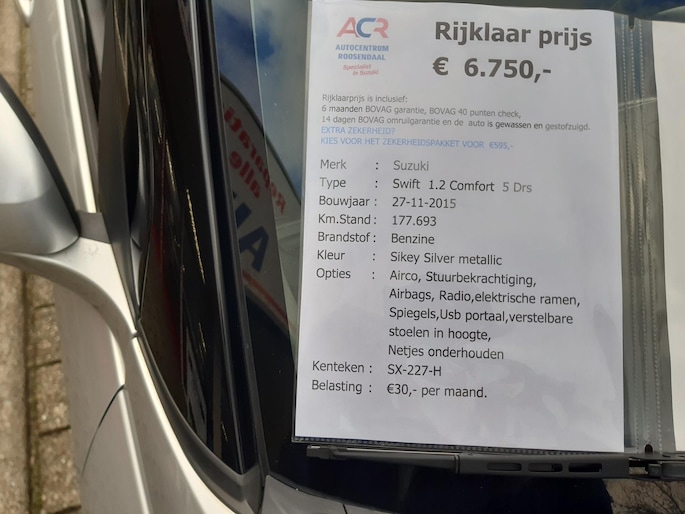 ACR
AUTOCENTRUM
ROOSENDAAL
Specialist
in Suzuki
Rijklaar prijs
€ 6.750,-
Rijklaarprijs is inclusief:
6 maanden BOVAG garantie, BOVAG 40 punten check,
14 dagen BOVAG omruilgarantie en de auto is gewassen en gestofzuigd.
EXTRA ZEKERHEID?
KIES VOOR HET ZEKERHEIDSPAKKET VOOR €595,-
Merk : Suzuki
Type : Swift 1.2 Comfort 5 Drs
Bouwjaar : 27-11-2015
Km.Stand : 177.693
Brandstof : Benzine
Kleur : Sikey Silver metallic
Opties : Airco, Stuurbekrachtiging,
Airbags, Radio,elektrische ramen,
Spiegels,Usb portaal,verstelbare
stoelen in hoogte,
Netjes onderhouden
Kenteken : SX-227-H
Belasting : €30,- per maand.